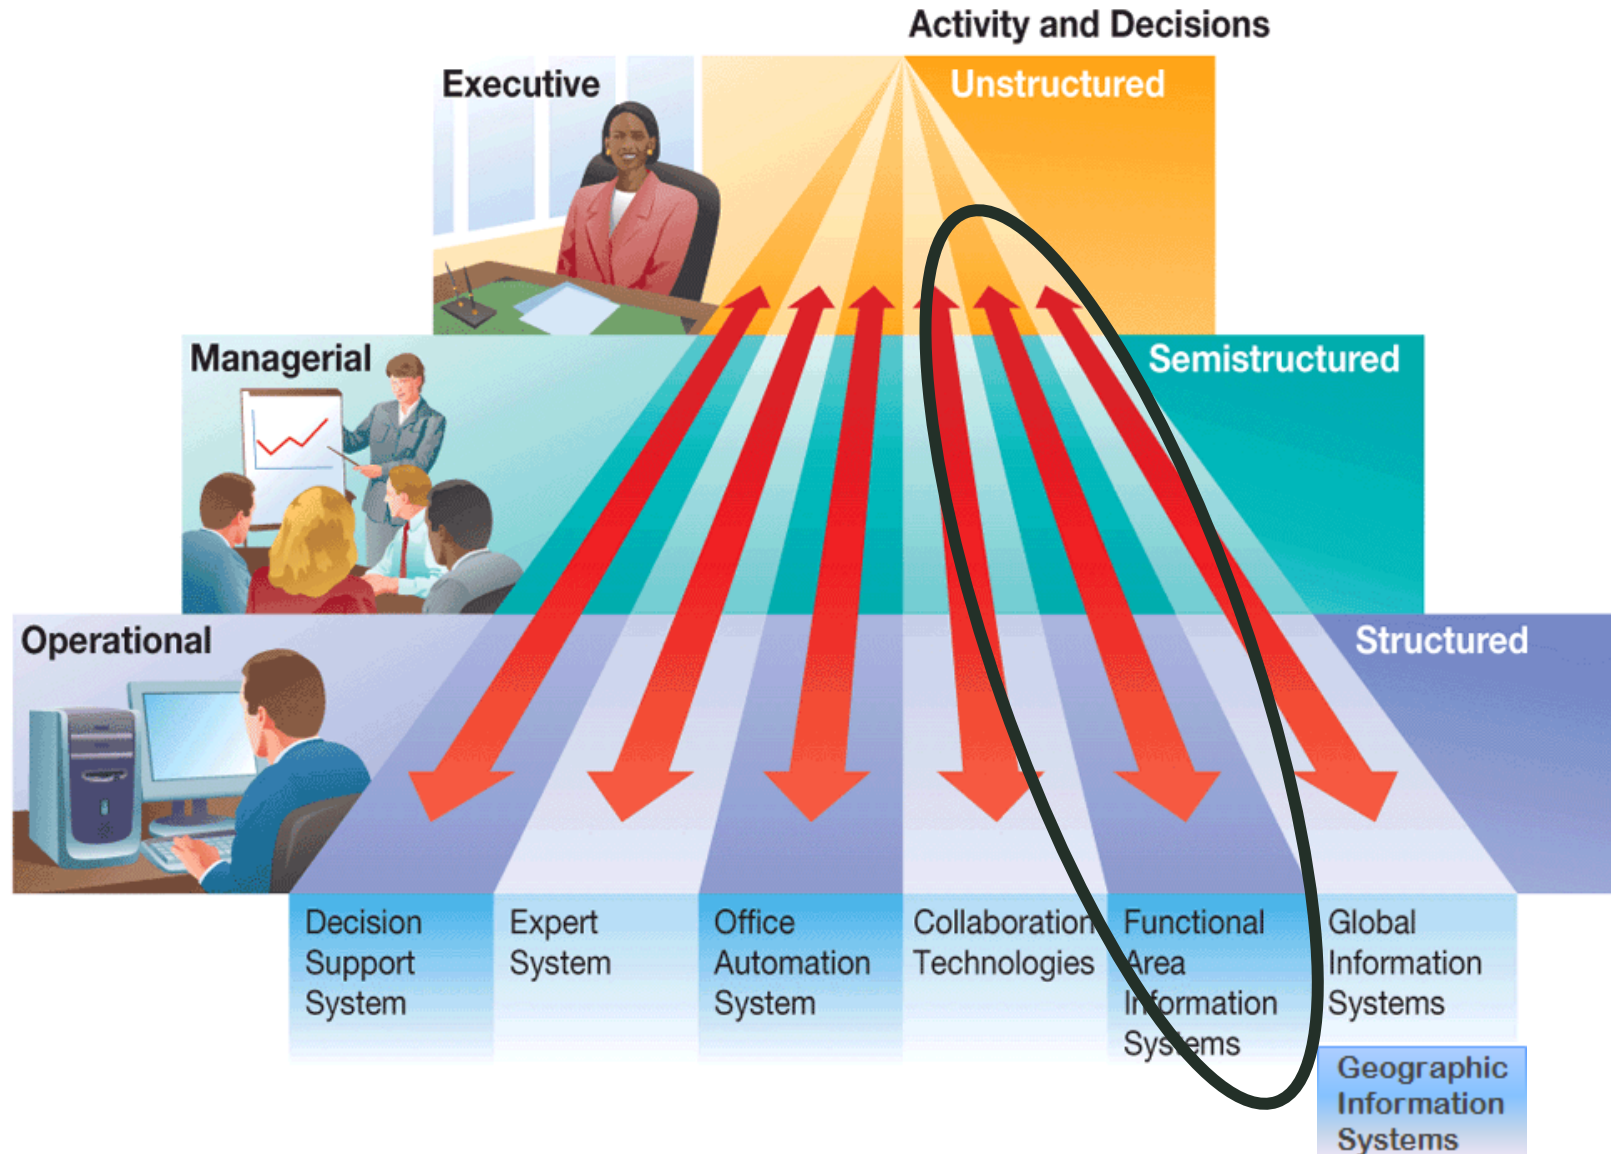 Activity and Decisions
Executive
Unstructured
Managerial
Semistructured
Operational
Structured
Decision
Support
System
Expert
System
Office
Automation
System
Collaboration
Technologies
Functional
Area
Information
Systems
Global
Information
Systems
Geographic
Information
Systems